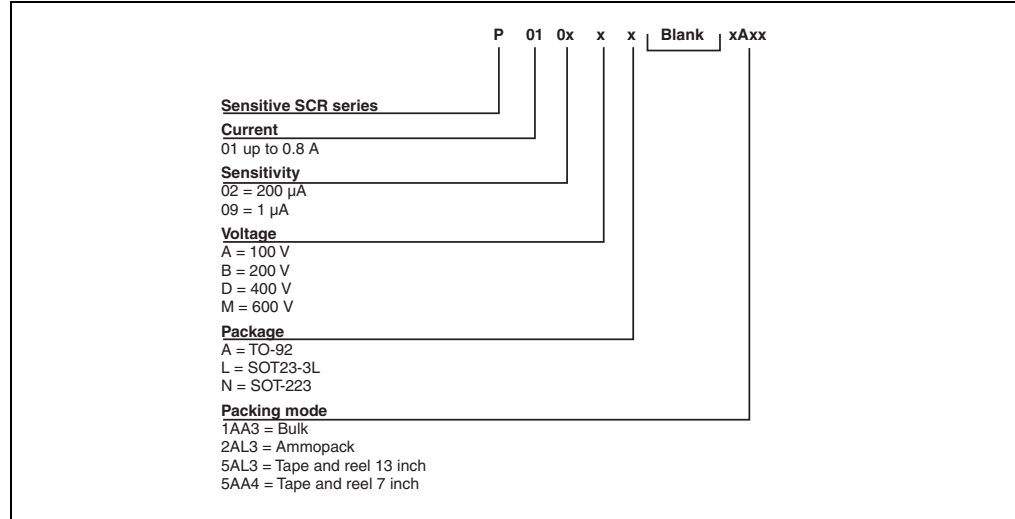 P 01 0x x x Blank xAxx
Sensitive SCR series
Current
01 up to 0.8 A
Sensitivity
02 = 200 µA
09 = 1 µA
Voltage
A = 100 V
B = 200 V
D = 400 V
M = 600 V
Package
A = TO-92
L = SOT23-3L
N = SOT-223
Packing mode
1AA3 = Bulk
2AL3 = Ammopack
5AL3 = Tape and reel 13 inch
5AA4 = Tape and reel 7 inch